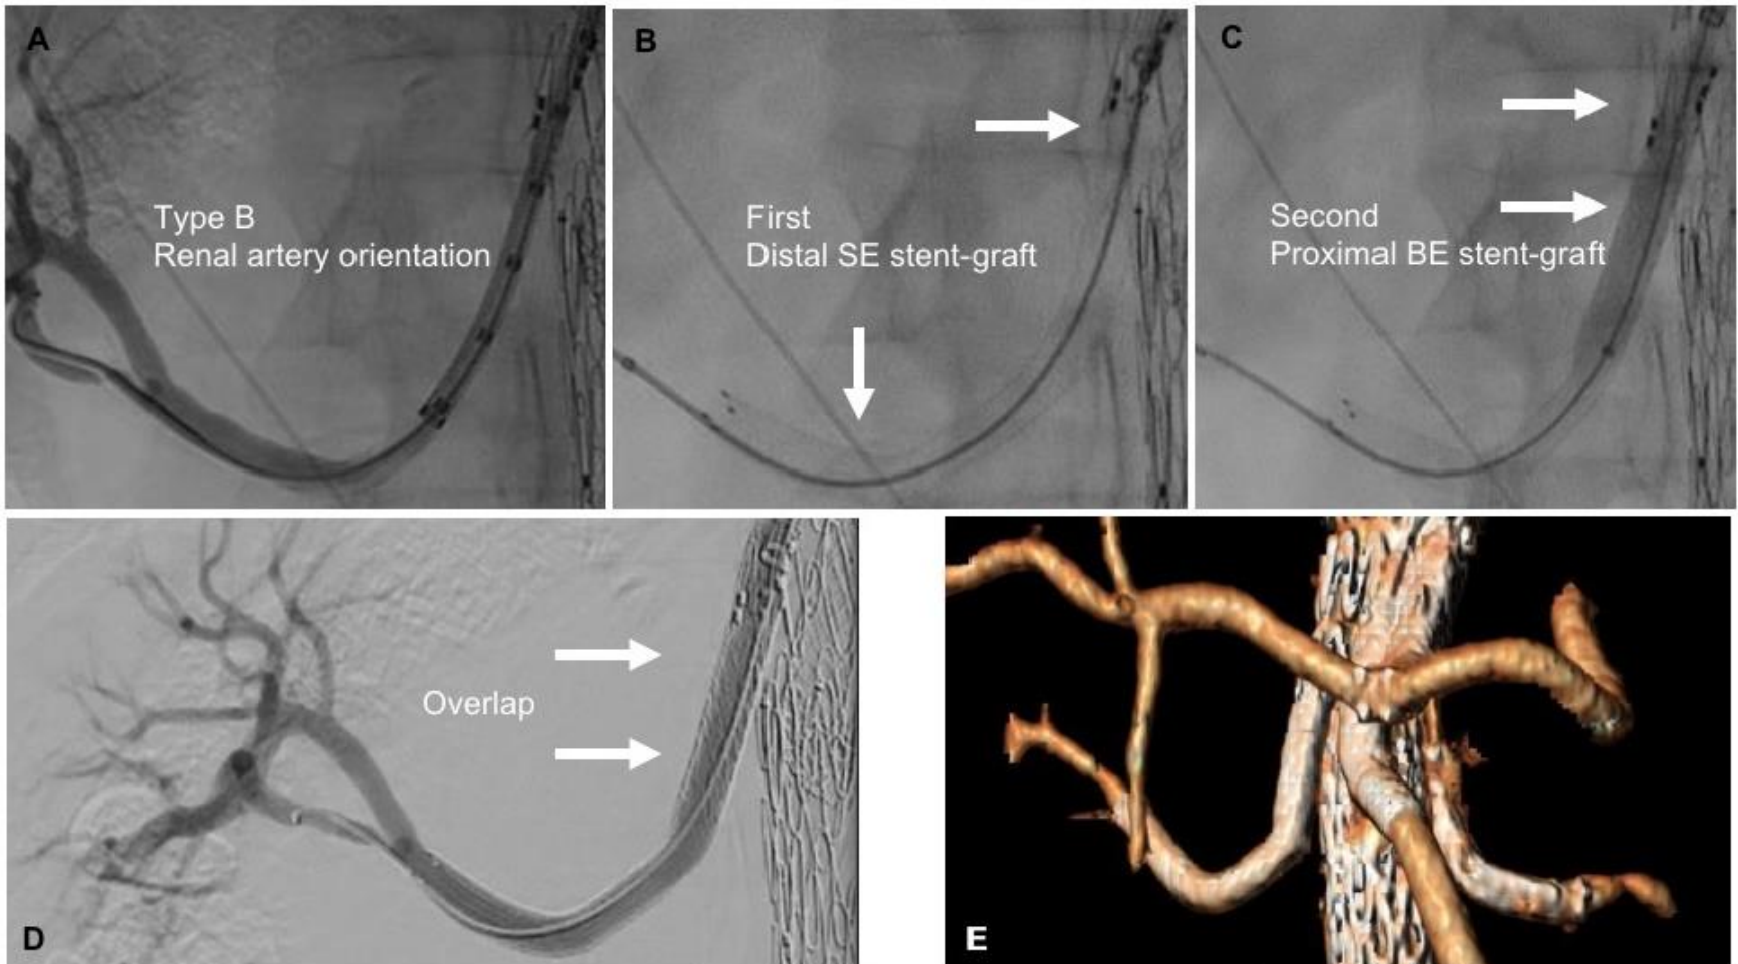 A
Type B
Renal artery orientation
B
First
Distal SE stent-graft
C
Second
Proximal BE stent-graft
Overlap
D
E